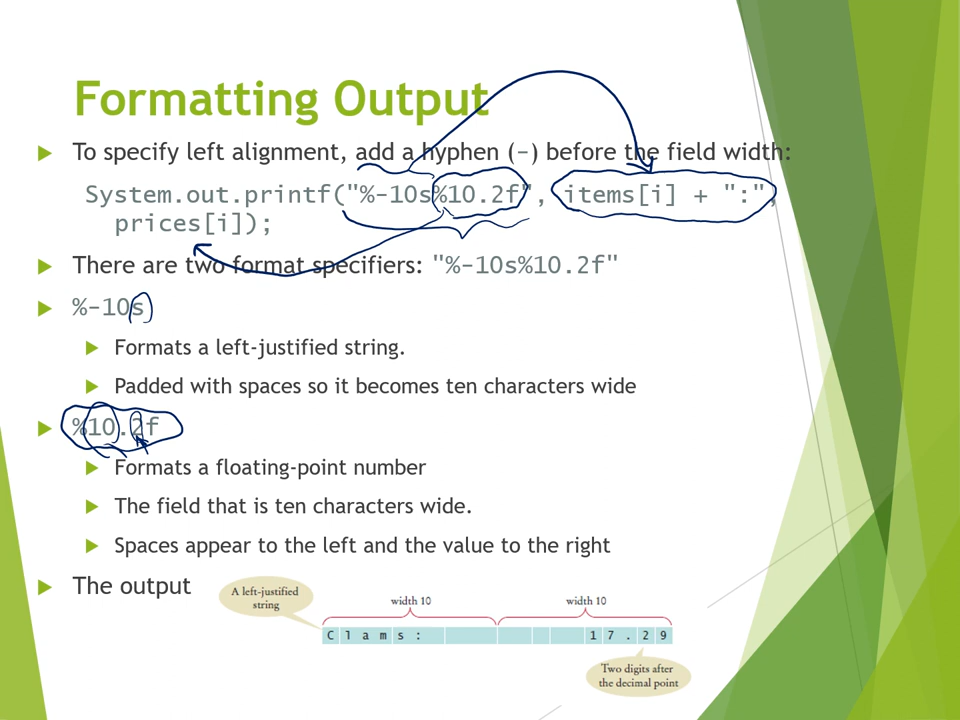 Formatting Output
To specify left alignment, add a hyphen (−) before the field width:
System.out.printf("%-10s%10.2f", items[i] + ":",
prices[i]);
There are two format specifiers: "%-10s%10.2f"
%-10s
Formats a left-justified string.
Padded with spaces so it becomes ten characters wide
%10.2f
Formats a floating-point number
The field that is ten characters wide.
Spaces appear to the left and the value to the right
The output
A left-justified
string
width 10
width 10
C l a m s : 1 7 . 2 9
Two digits after
the decimal point